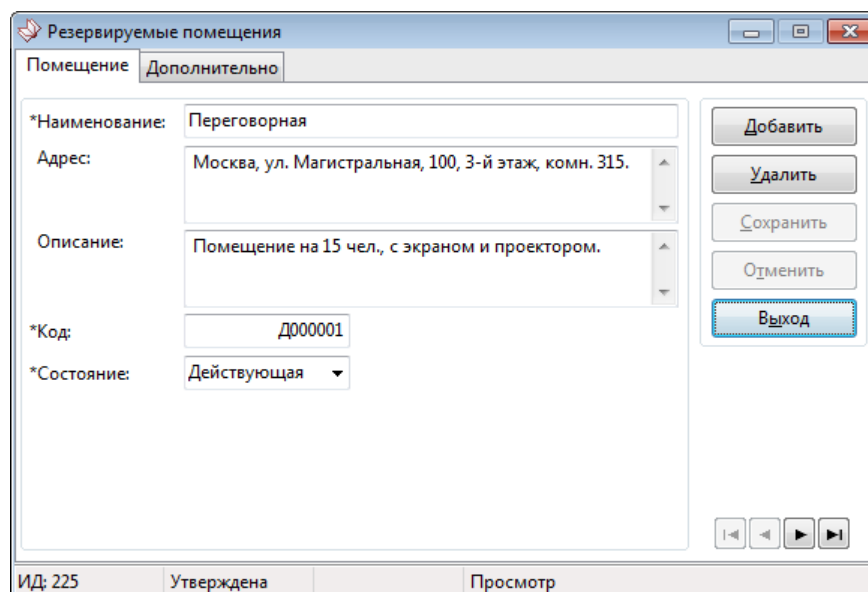 Резервируемые помещения
Помещение Дополнительно
*Наименование: Переговорная
Адрес: Москва, ул. Магистральная, 100, 3-й этаж, комн. 315.
Описание: Помещение на 15 чел., с экраном и проектором.
*Код: Д000001
*Состояние: Действующая
Добавить
Удалить
Сохранить
Отменить
Выход
ИД: 225 Утверждена Просмотр